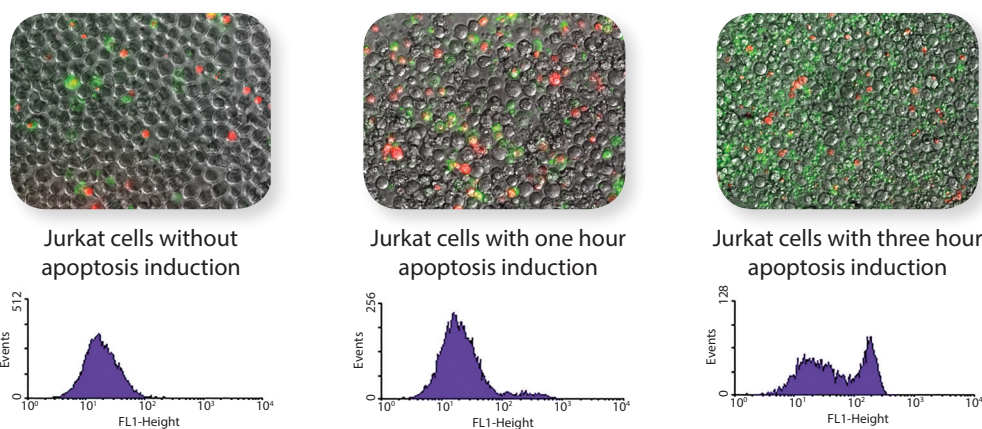 Jurkat cells without
apoptosis induction
Jurkat cells with one hour
apoptosis induction
Jurkat cells with three hour
apoptosis induction
512
Events
0
10⁰ 10¹ 10² 10³ 10⁴
FL1-Height
256
Events
0
10⁰ 10¹ 10² 10³ 10⁴
FL1-Height
128
Events
0
10⁰ 10¹ 10² 10³ 10⁴
FL1-Height